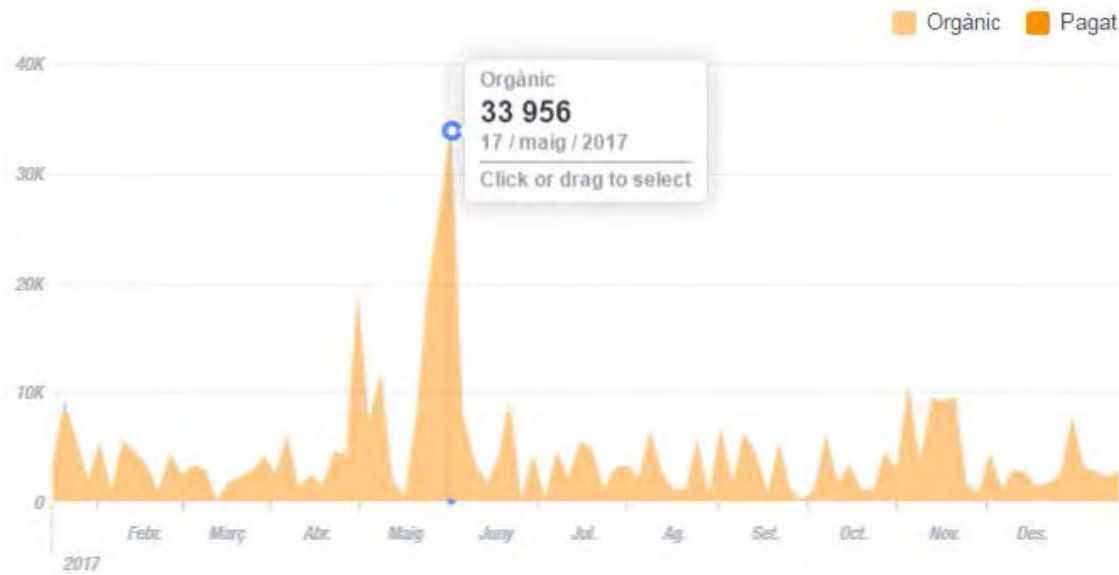 Orgànic Pagat
40K
Orgànic
33 956
17 / maig / 2017
Click or drag to select
30K
20K
10K
0
Febr. Març Abr. Maig Juny Jul. Ag. Set. Oct. Nov. Des.
2017